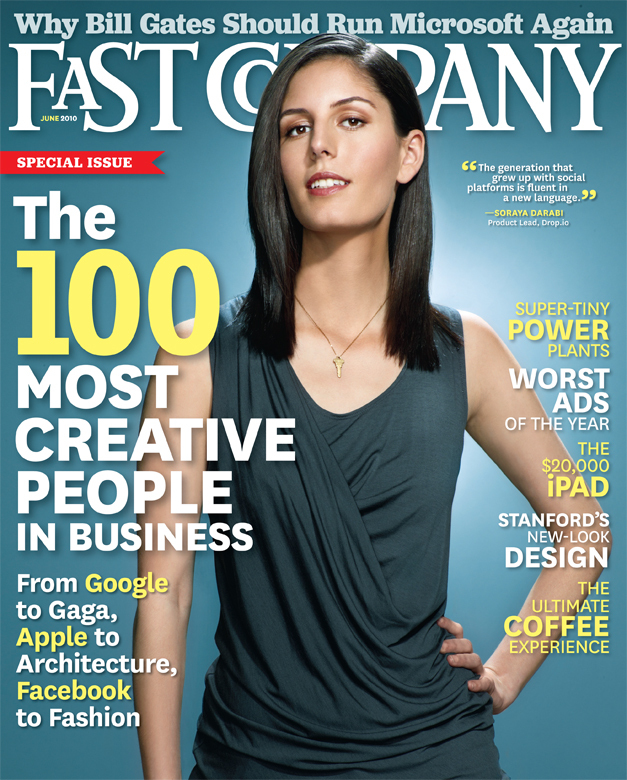 Why Bill Gates Should Run Microsoft Again
FAST COMPANY
JUNE 2010
SPECIAL ISSUE
“The generation that
grew up with social
platforms is fluent in
a new language.”
—SORAYA DARABI
Product Lead, Drop.io
The
100
MOST
CREATIVE
PEOPLE
IN BUSINESS
From Google
to Gaga,
Apple to
Architecture,
Facebook
to Fashion
SUPER-TINY
POWER
PLANTS
WORST
ADS
OF THE YEAR
THE
$20,000
iPAD
STANFORD'S
NEW-LOOK
DESIGN
THE
ULTIMATE
COFFEE
EXPERIENCE